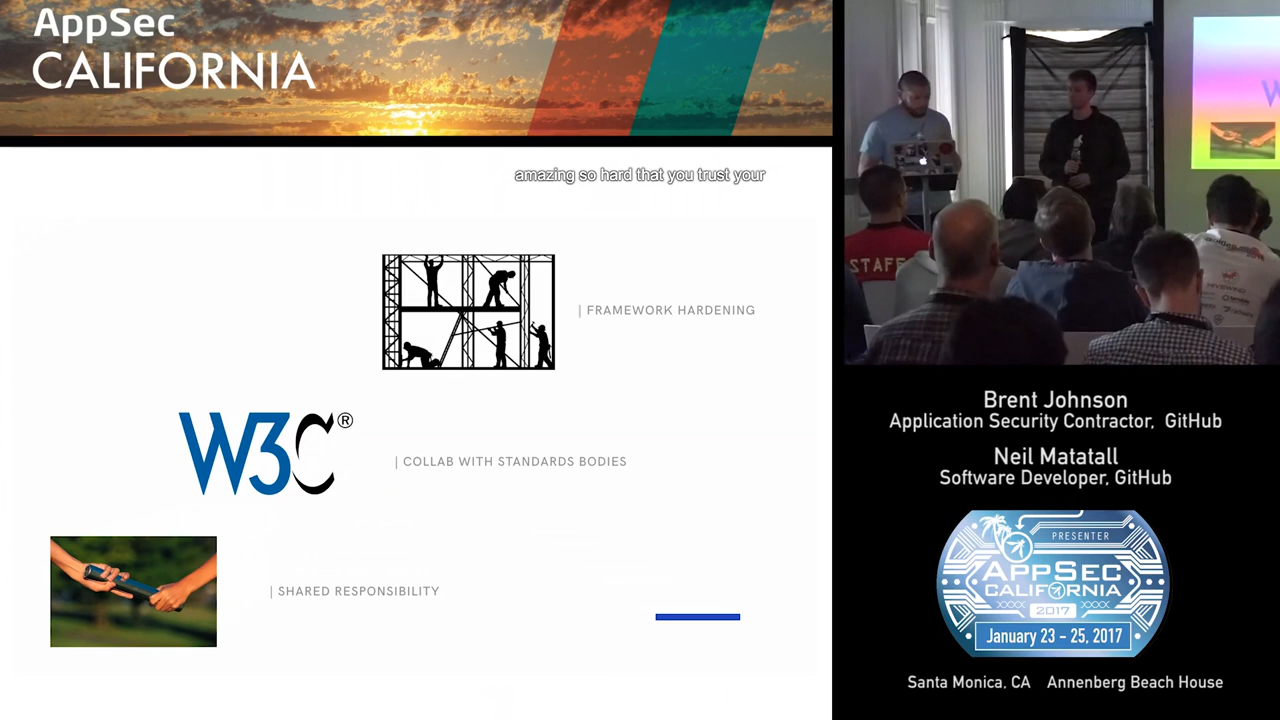 AppSec
CALIFORNIA
amazing so hard that you trust your
| FRAMEWORK HARDENING
W3C®
| COLLAB WITH STANDARDS BODIES
| SHARED RESPONSIBILITY
STAFF
Brent Johnson
Application Security Contractor, GitHub
Neil Matatall
Software Developer, GitHub
PRESENTER
APPSEC
CALIFORNIA
2017
January 23 - 25, 2017
Santa Monica, CA Annenberg Beach House